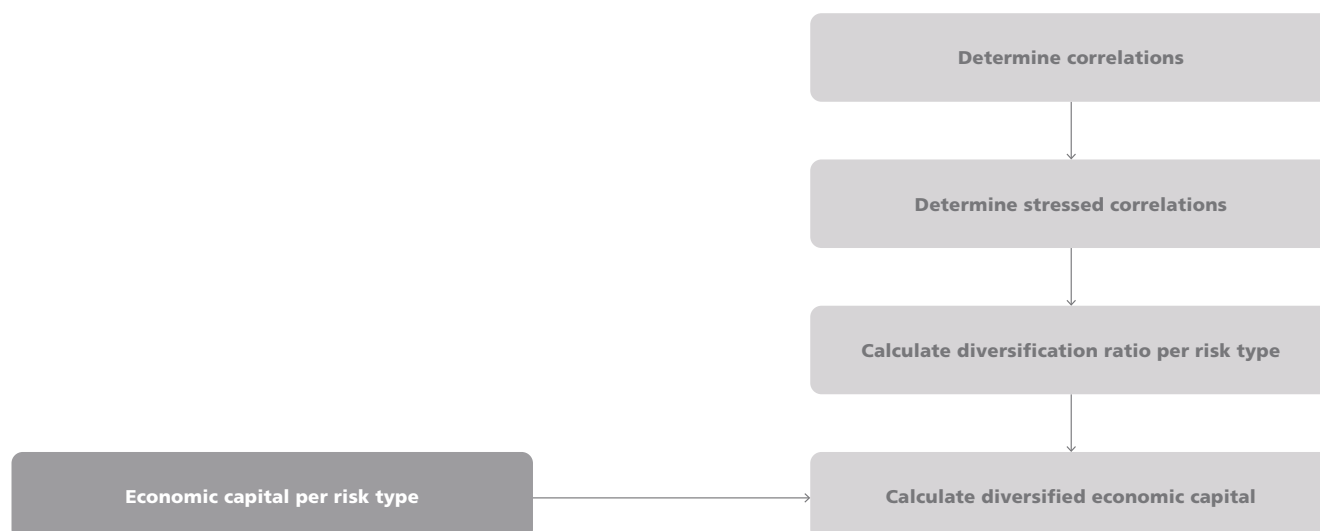 Determine correlations
Determine stressed correlations
Calculate diversification ratio per risk type
Economic capital per risk type
Calculate diversified economic capital